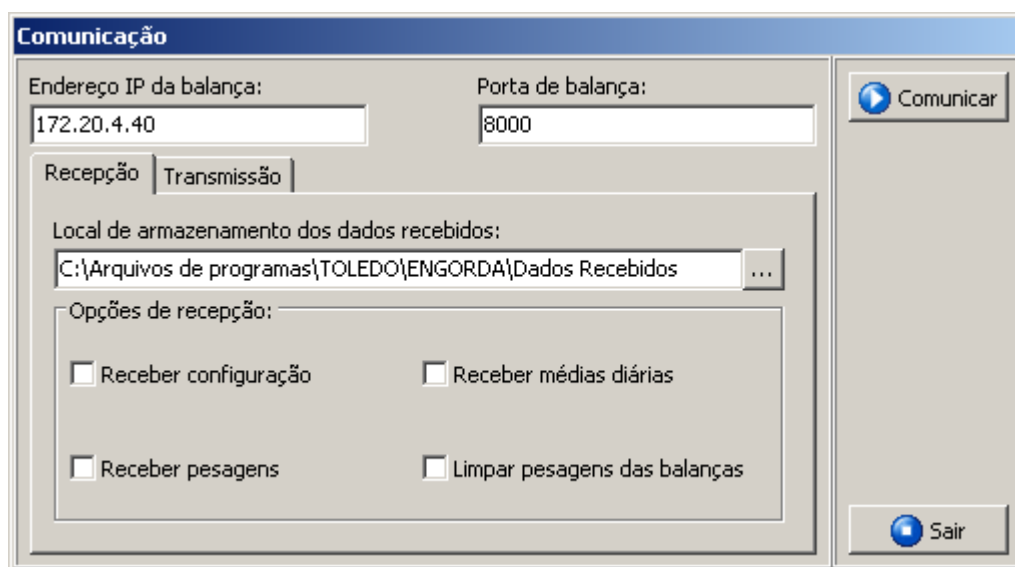 Comunicação
Endereço IP da balança: Porta de balança:
172.20.4.40 8000
Comunicar
Recepção Transmissão
Local de armazenamento dos dados recebidos:
C:\Arquivos de programas\TOLEDO\ENGORDA\Dados Recebidos ...
Opções de recepção:
Receber configuração Receber médias diárias
Receber pesagens Limpar pesagens das balanças
Sair